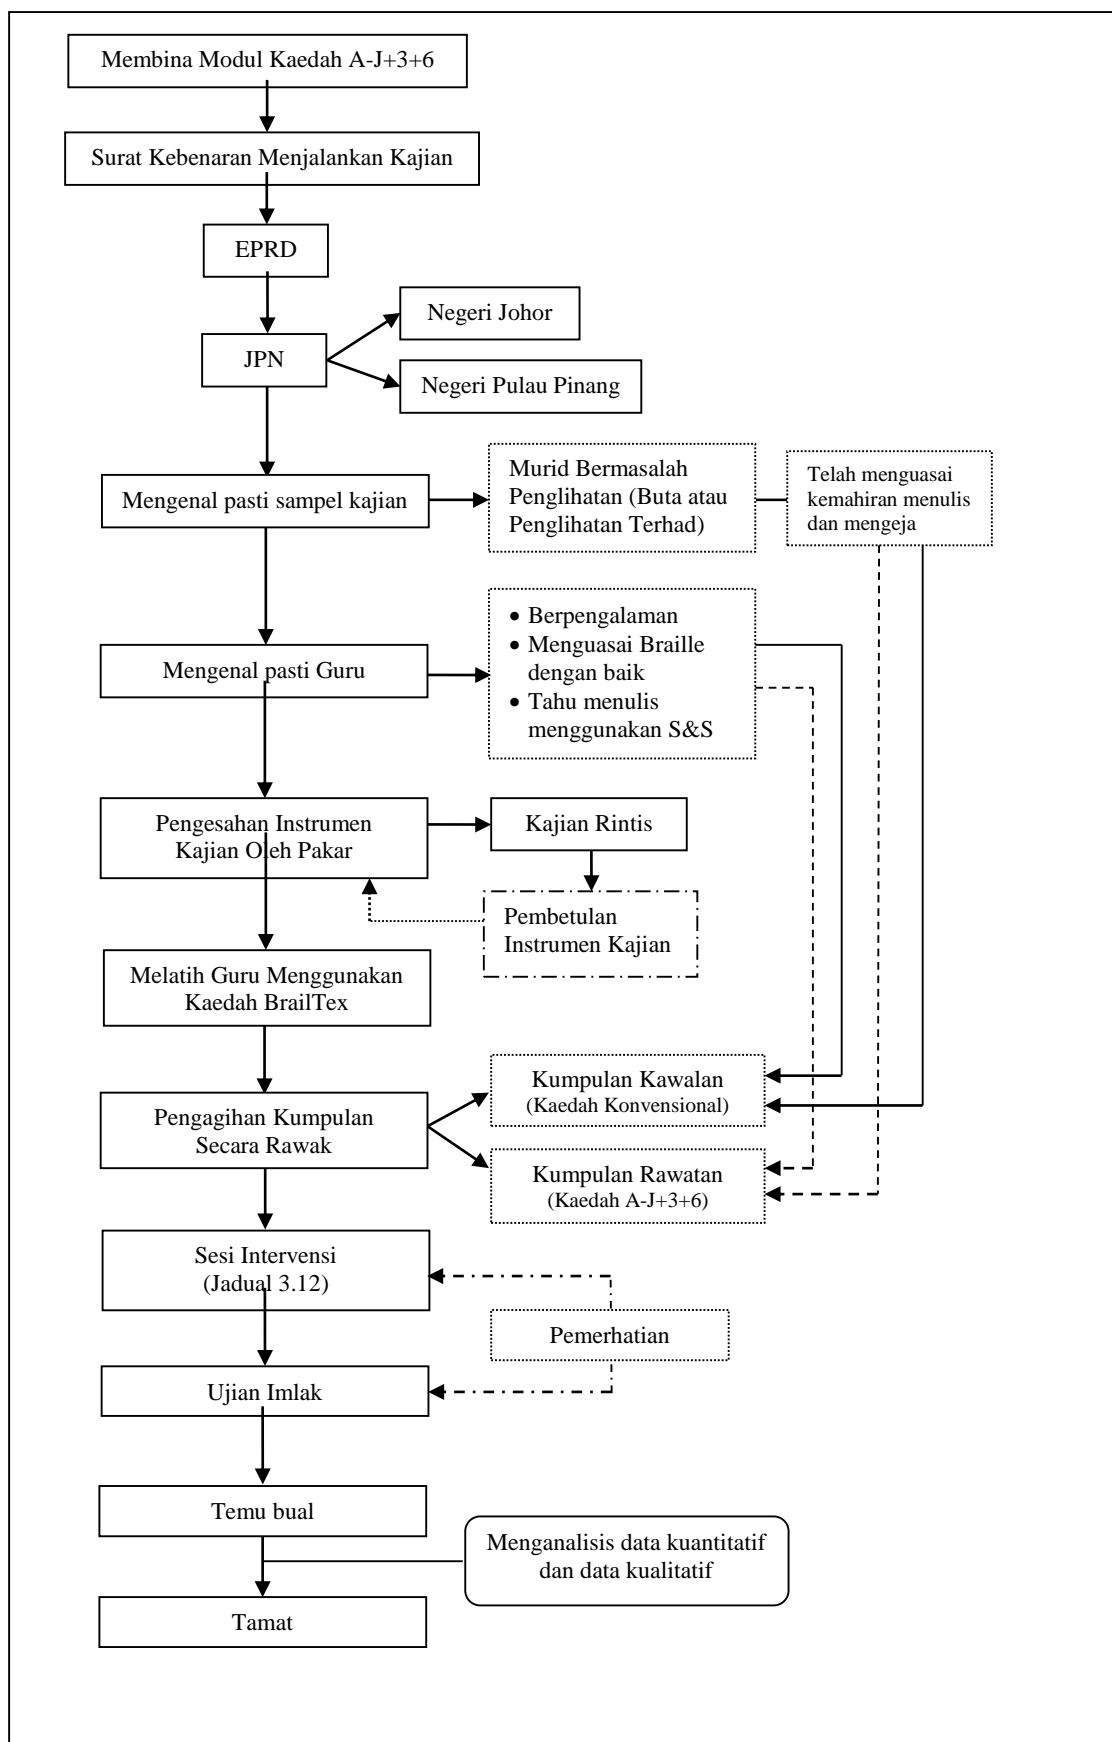 Membina Modul Kaedah A-J+3+6
Surat Kebenaran Menjalankan Kajian
EPRD
Negeri Johor
JPN
Negeri Pulau Pinang
Mengenal pasti sampel kajian
Murid Bermasalah
Penglihatan (Buta atau
Penglihatan Terhad)
Telah menguasai
kemahiran menulis
dan mengeja
Mengenal pasti Guru
• Berpengalaman
• Menguasai Braille
dengan baik
• Tahu menulis
menggunakan S&S
Pengesahan Instrumen
Kajian Oleh Pakar
Kajian Rintis
Pembetulan
Instrumen Kajian
Melatih Guru Menggunakan
Kaedah BrailTex
Pengagihan Kumpulan
Secara Rawak
Kumpulan Kawalan
(Kaedah Konvensional)
Kumpulan Rawatan
(Kaedah A-J+3+6)
Sesi Intervensi
(Jadual 3.12)
Pemerhatian
Ujian Imlak
Temu bual
Menganalisis data kuantitatif
dan data kualitatif
Tamat